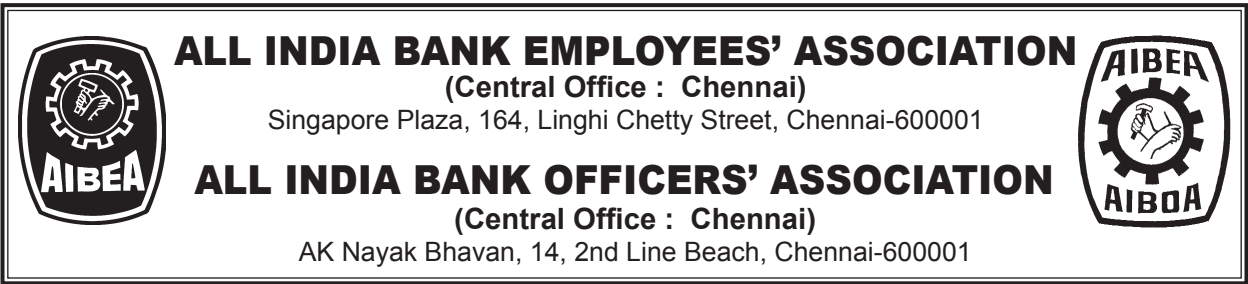 ALL INDIA BANK EMPLOYEES’ ASSOCIATION
(Central Office : Chennai)
Singapore Plaza, 164, Linghi Chetty Street, Chennai-600001
ALL INDIA BANK OFFICERS’ ASSOCIATION
(Central Office : Chennai)
AK Nayak Bhavan, 14, 2nd Line Beach, Chennai-600001
AIBEA
AIBEA
AIBOA